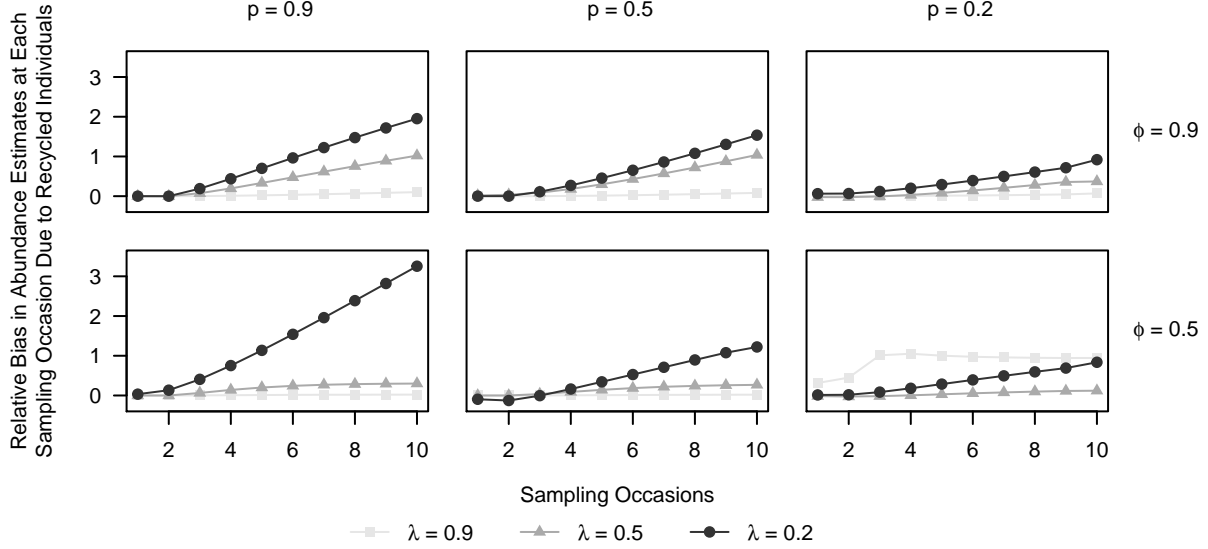 p = 0.9 p = 0.5 p = 0.2
Relative Bias in Abundance Estimates at Each
Sampling Occasion Due to Recycled Individuals
3
2
1
0
ϕ = 0.9
3
2
1
0
ϕ = 0.5
2 4 6 8 10 2 4 6 8 10 2 4 6 8 10
Sampling Occasions
λ = 0.9 λ = 0.5 λ = 0.2